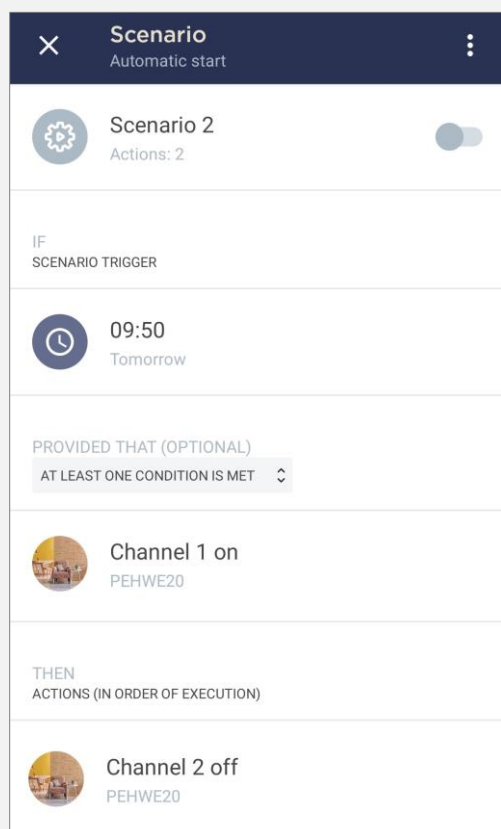 Scenario
Automatic start
Scenario 2
Actions: 2
IF
SCENARIO TRIGGER
09:50
Tomorrow
PROVIDED THAT (OPTIONAL)
AT LEAST ONE CONDITION IS MET
Channel 1 on
PEHWE20
THEN
ACTIONS (IN ORDER OF EXECUTION)
Channel 2 off
PEHWE20